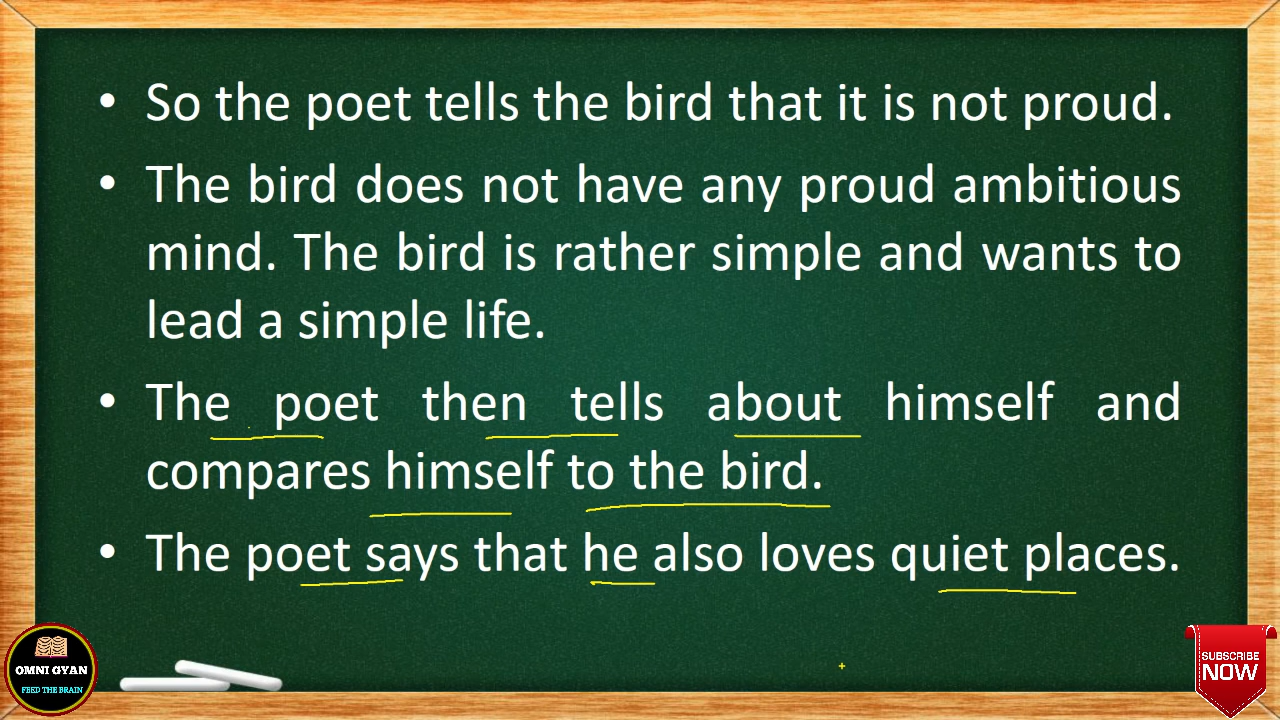 • So the poet tells the bird that it is not proud.
• The bird does not have any proud ambitious
mind. The bird is rather simple and wants to
lead a simple life.
• The poet then tells about himself and
compares himself to the bird.
• The poet says that he also loves quiet places.
OMNI GYAN
FEED THE BRAIN
SUBSCRIBE
NOW